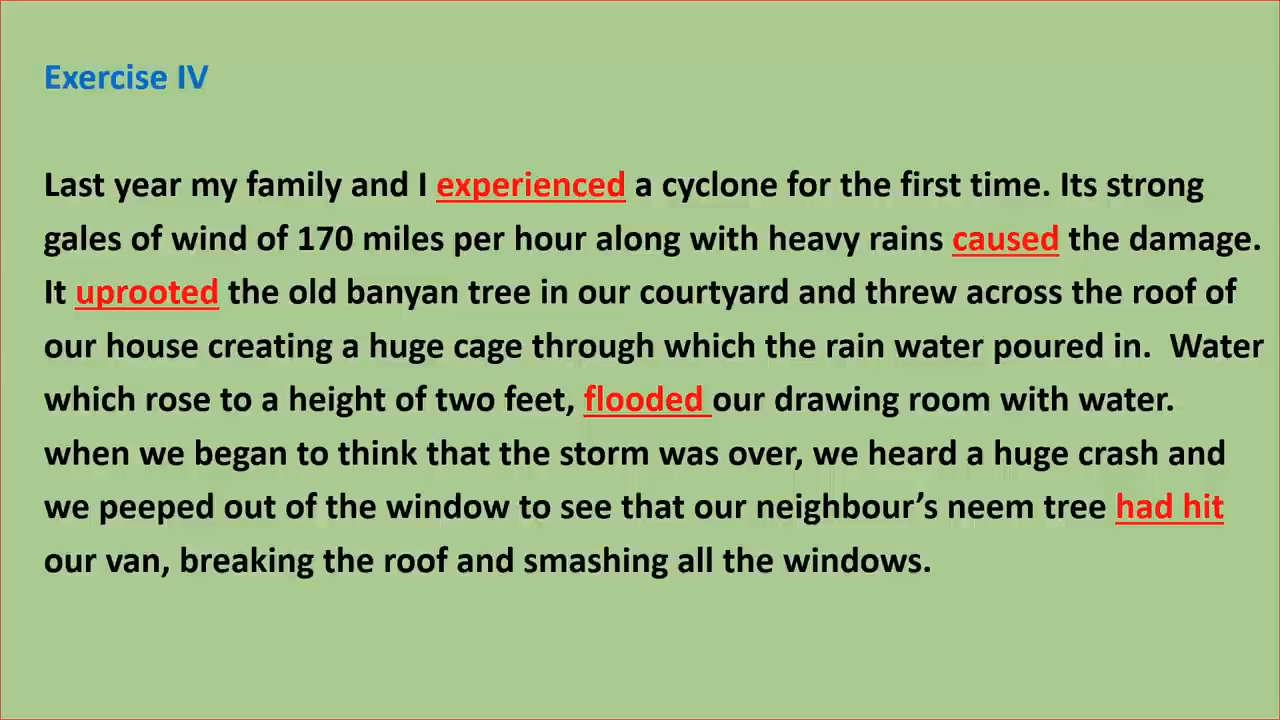 Exercise IV
Last year my family and I experienced a cyclone for the first time. Its strong
gales of wind of 170 miles per hour along with heavy rains caused the damage.
It uprooted the old banyan tree in our courtyard and threw across the roof of
our house creating a huge cage through which the rain water poured in.  Water
which rose to a height of two feet, flooded our drawing room with water.
when we began to think that the storm was over, we heard a huge crash and
we peeped out of the window to see that our neighbour’s neem tree had hit
our van, breaking the roof and smashing all the windows.